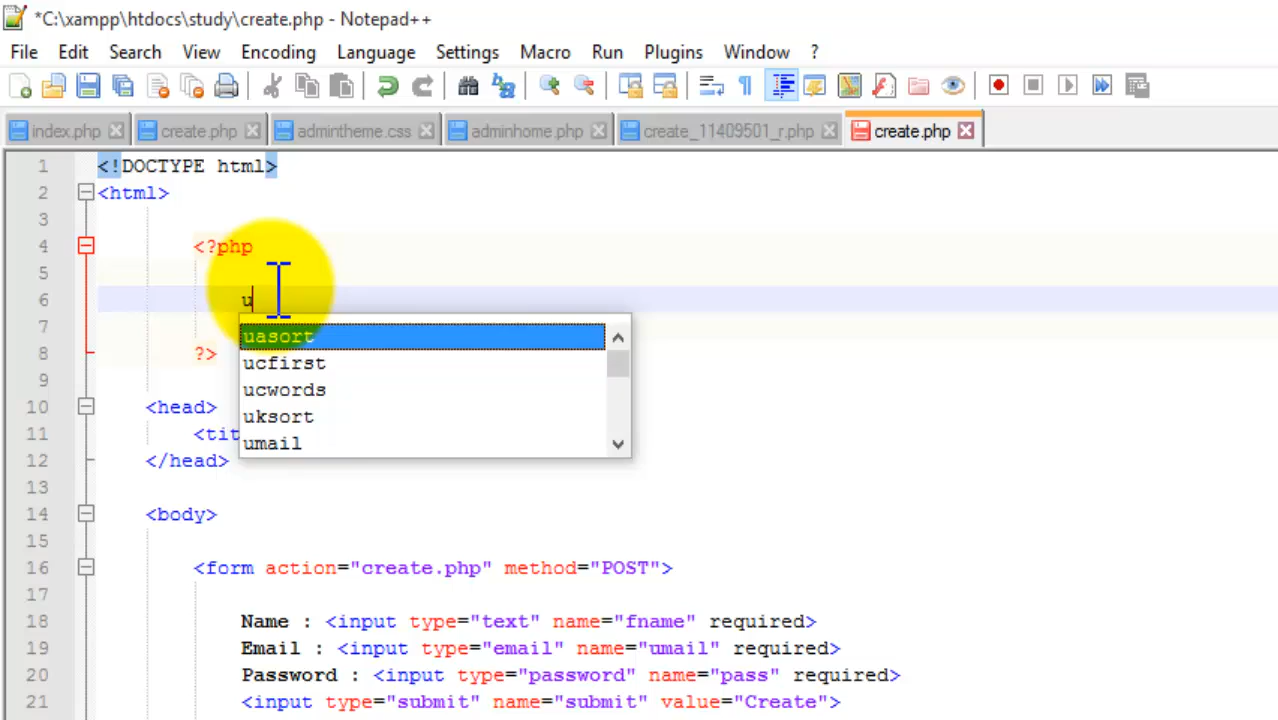 *C:\xampp\htdocs\study\create.php - Notepad++
File Edit Search View Encoding Language Settings Macro Run Plugins Window ?
index.php create.php admintheme.css adminhome.php create_11409501_r.php create.php
1 <!DOCTYPE html>
2 <html>
3
4 <?php
5
6 u
7
uasort
ucfirst
ucwords
uksort
umail
8 ?>
9
10 <head>
11 <tit
12 </head>
13
14 <body>
15
16 <form action="create.php" method="POST">
17
18 Name : <input type="text" name="fname" required>
19 Email : <input type="email" name="umail" required>
20 Password : <input type="password" name="pass" required>
21 <input type="submit" name="submit" value="Create">